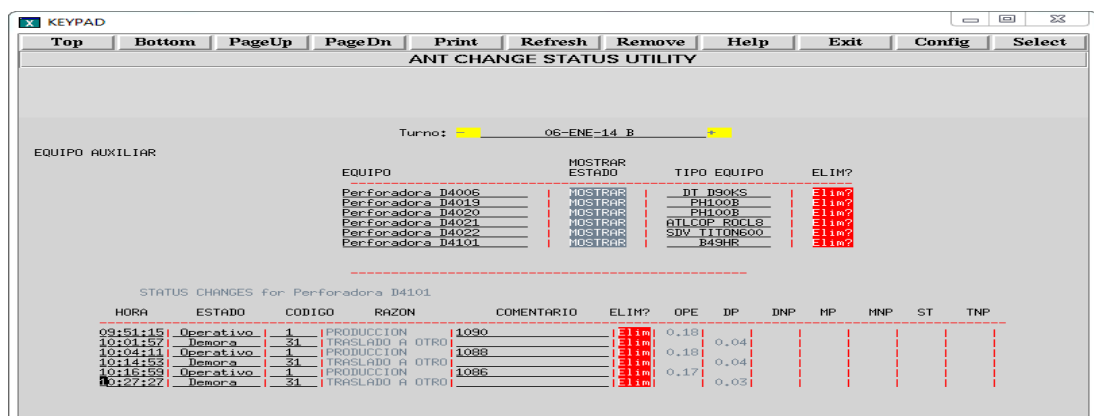 KEYPAD
Top Bottom PageUp PageDn Print Refresh Remove Help Exit Config Select
ANT CHANGE STATUS UTILITY
Turno: - 06-ENE-14 B +
EQUIPO AUXILIAR
MOSTRAR
EQUIPO ESTADO TIPO EQUIPO ELIM?
Perforadora D4006 MOSTRAR DT D90KS Elim?
Perforadora D4019 MOSTRAR PH100B Elim?
Perforadora D4020 MOSTRAR PH100B Elim?
Perforadora D4021 MOSTRAR ATLCOP ROCL8 Elim?
Perforadora D4022 MOSTRAR SDV TITON600 Elim?
Perforadora D4101 MOSTRAR B49HR Elim?
STATUS CHANGES for Perforadora D4101
HORA ESTADO CODIGO RAZON COMENTARIO ELIM? OPE DP DNP MP MNP ST TNP
09:51:15 Operativo 1 PRODUCCION 1090 Elim 0.18
10:01:57 Demora 31 TRASLADO A OTRO Elim 0.04
10:04:11 Operativo 1 PRODUCCION 1088 Elim 0.18
10:14:53 Demora 31 TRASLADO A OTRO Elim 0.04
10:16:59 Operativo 1 PRODUCCION 1086 Elim 0.17
10:27:27 Demora 31 TRASLADO A OTRO Elim 0.03